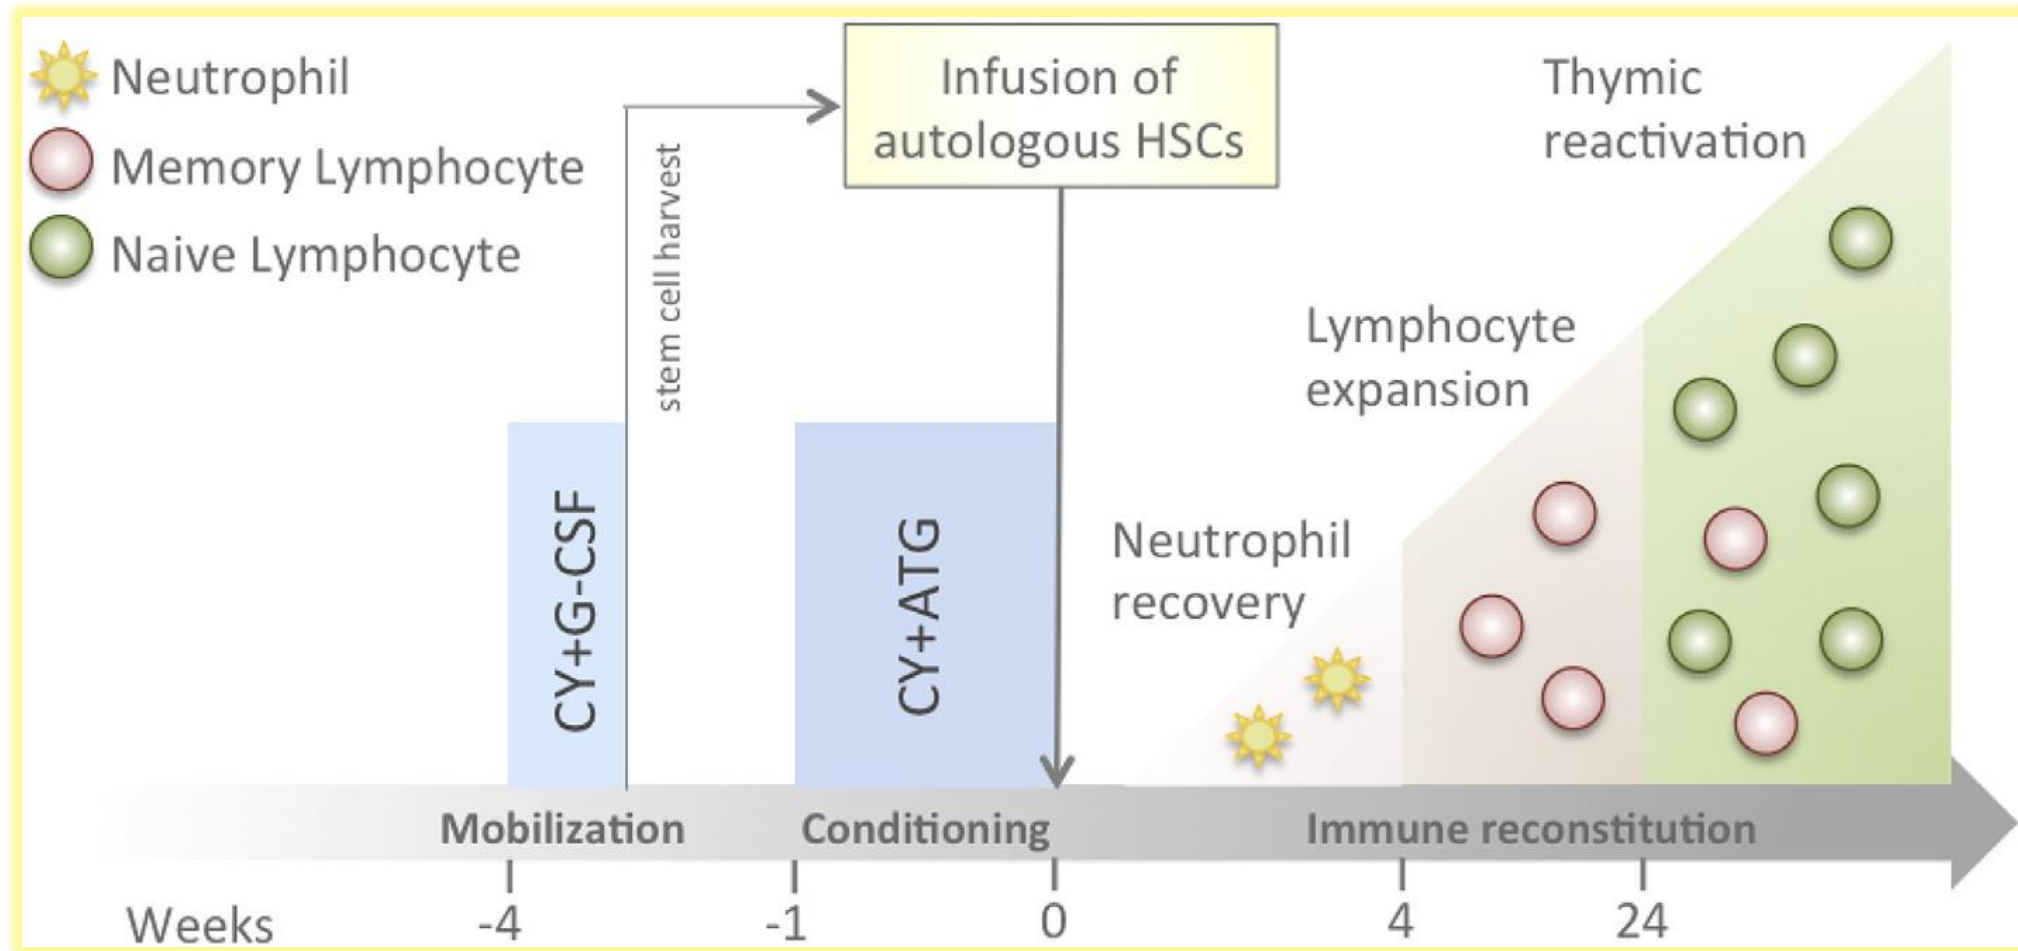 Neutrophil
Memory Lymphocyte
Naive Lymphocyte
stem cell harvest
Infusion of
autologous HSCs
Thymic
reactivation
Lymphocyte
expansion
Neutrophil
recovery
CY+G-CSF
CY+ATG
Mobilization
Conditioning
Immune reconstitution
Weeks -4 -1 0 4 24